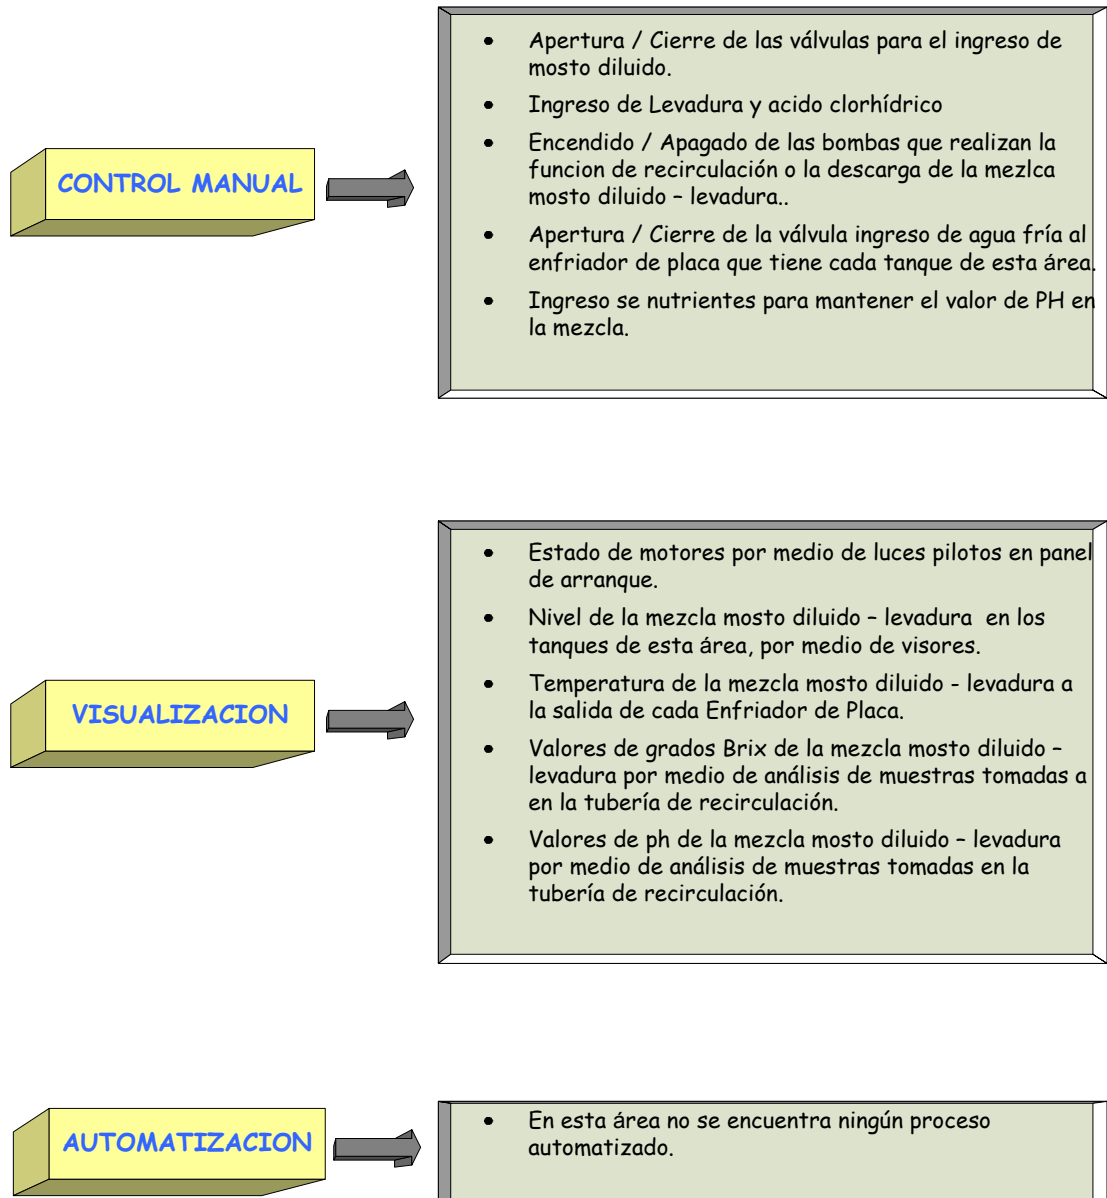 CONTROL MANUAL
• Apertura / Cierre de las válvulas para el ingreso de
mosto diluido.
• Ingreso de Levadura y acido clorhídrico
• Encendido / Apagado de las bombas que realizan la
funcion de recirculación o la descarga de la mezlca
mosto diluido – levadura..
• Apertura / Cierre de la válvula ingreso de agua fría al
enfriador de placa que tiene cada tanque de esta área.
• Ingreso se nutrientes para mantener el valor de PH en
la mezcla.
VISUALIZACION
• Estado de motores por medio de luces pilotos en panel
de arranque.
• Nivel de la mezcla mosto diluido – levadura en los
tanques de esta área, por medio de visores.
• Temperatura de la mezcla mosto diluido - levadura a
la salida de cada Enfriador de Placa.
• Valores de grados Brix de la mezcla mosto diluido –
levadura por medio de análisis de muestras tomadas a
en la tubería de recirculación.
• Valores de ph de la mezcla mosto diluido – levadura
por medio de análisis de muestras tomadas en la
tubería de recirculación.
AUTOMATIZACION
• En esta área no se encuentra ningún proceso
automatizado.